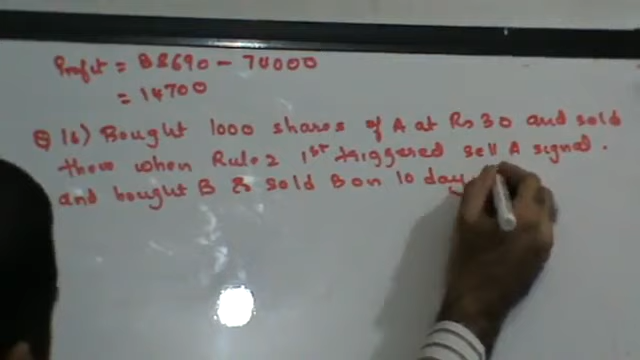 Profit = 88690 - 74000
= 14700
Q 16) Bought 1000 shares of A at Rs 30 and sold
them when Rule 2 1st triggered sell A signal.
and bought B & sold B on 10 day